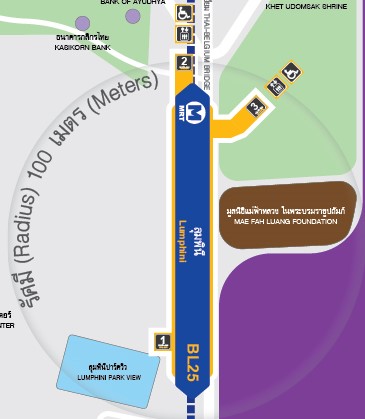 BANK OF AYUDHYA
ธนาคารกสิกรไทย
KASIKORN BANK
THAI-BELGIUM BRIDGE
KHET UDOMSAK SHRINE
2
3
รัศมี (Radius) 100 เมตร (Meters)
MRT
ลุมพินี
Lumphini
BL25
มูลนิธิแม่ฟ้าหลวง ในพระบรมราชูปถัมภ์
MAE FAH LUANG FOUNDATION
1
ลุมพินีปาร์ควิว
LUMPHINI PARK VIEW